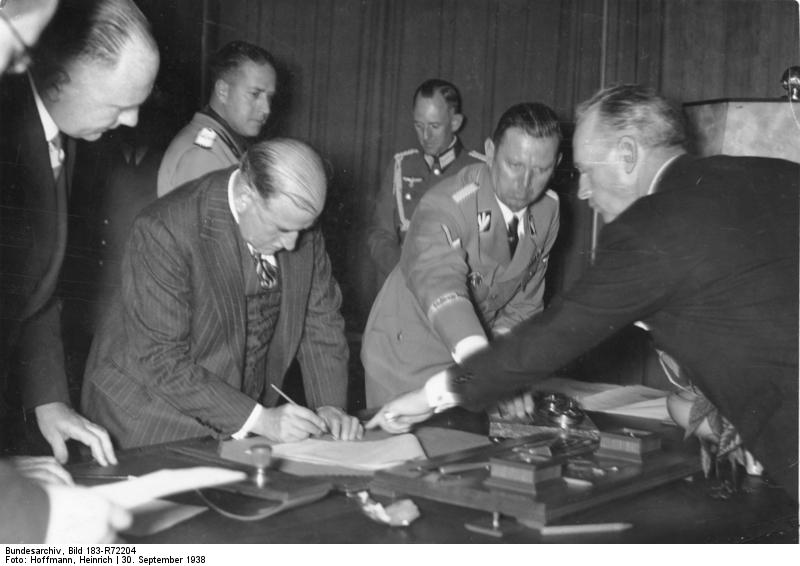 Bundesarchiv, Bild 183-R72204
Foto: Hoffmann, Heinrich | 30. September 1938